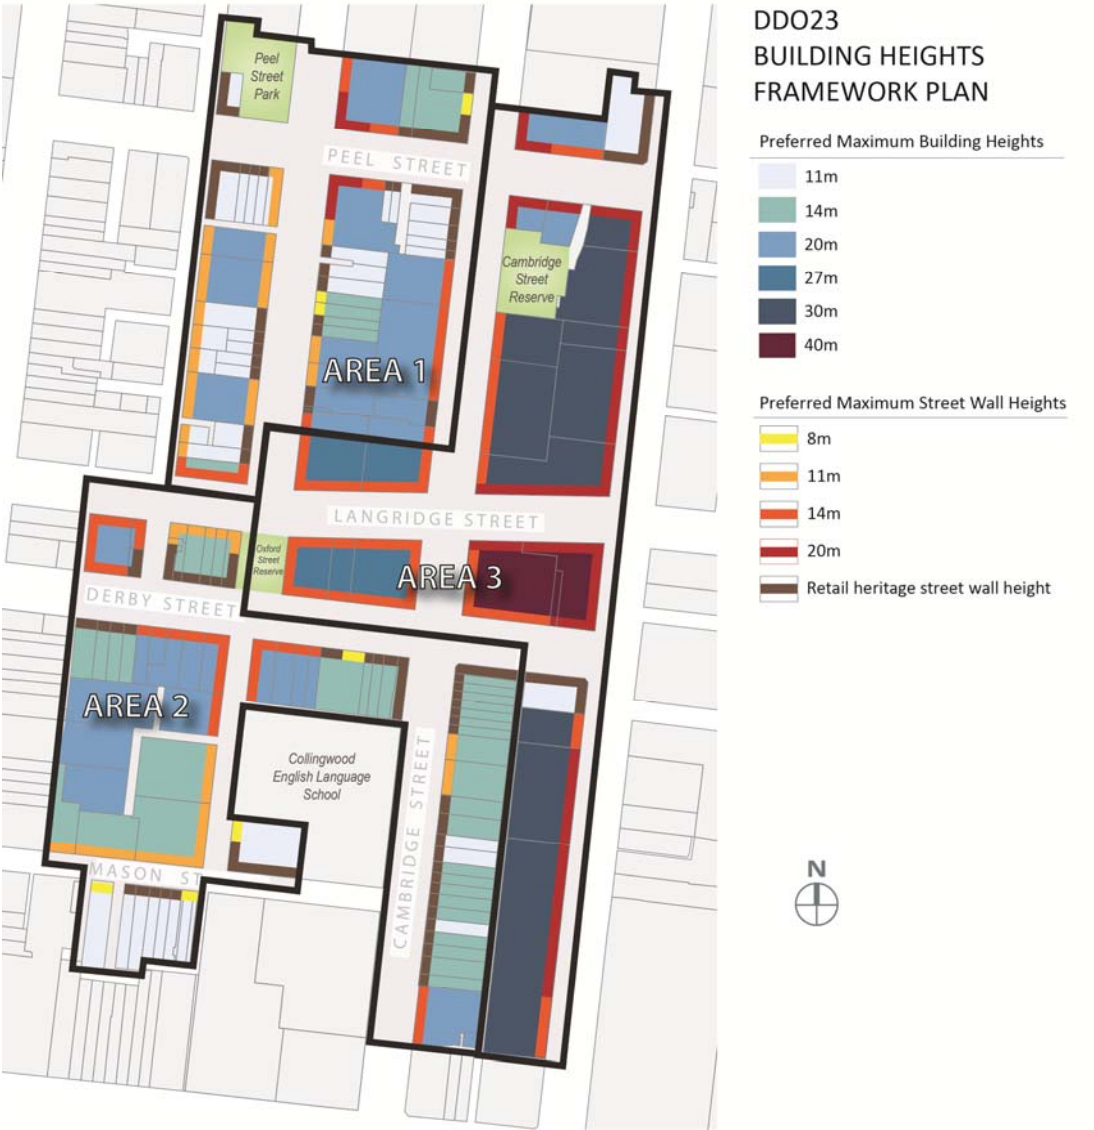 DDO23
BUILDING HEIGHTS
FRAMEWORK PLAN
Preferred Maximum Building Heights
11m
14m
20m
27m
30m
40m
Preferred Maximum Street Wall Heights
8m
11m
14m
20m
Retail heritage street wall height
N
Peel
Street
Park
PEEL STREET
Cambridge
Street
Reserve
AREA 1
LANGRIDGE STREET
Oxford
Street
Reserve
AREA 3
DERBY STREET
AREA 2
Collingwood
English Language
School
CAMBRIDGE STREET
MASON ST